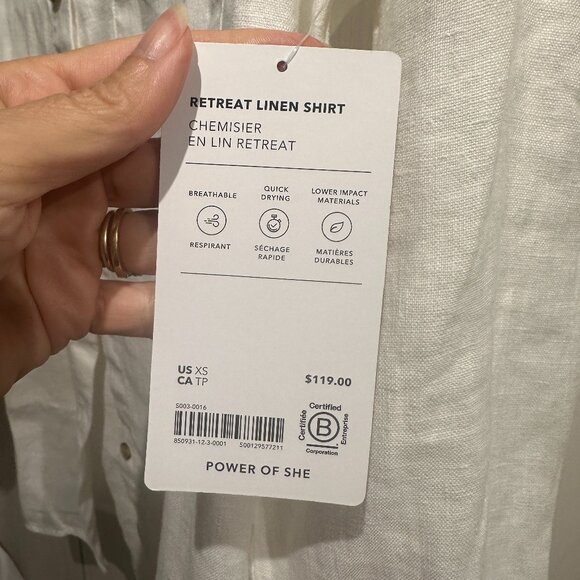 RETREAT LINEN SHIRT
CHEMISIER
EN LIN RETREAT
BREATHABLE
RESPIRANT
QUICK
DRYING
SÉCHAGE
RAPIDE
LOWER IMPACT
MATERIALS
MATIÈRES
DURABLES
US XS
CA TP
$119.00
S003-0016
850931-12-3-0001 S00129577211
Certified
Certifiée
B
Entreprise
Corporation
POWER OF SHE